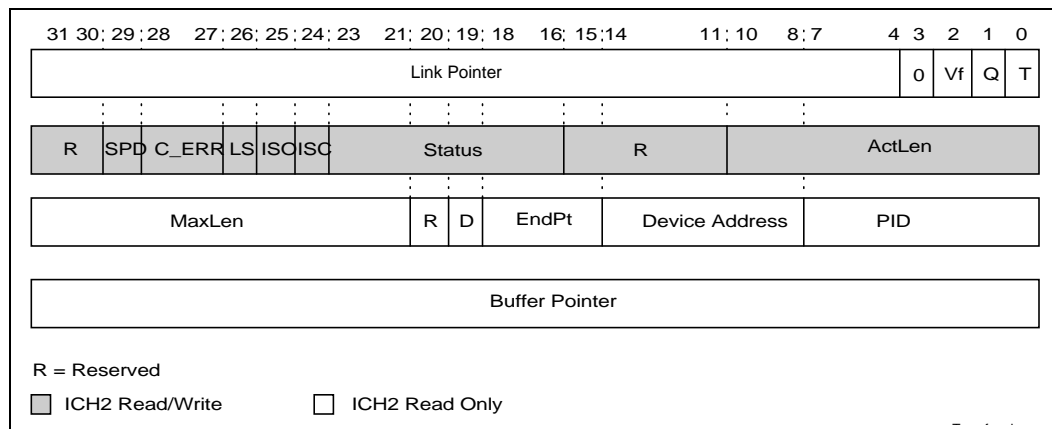 31 30 29 28 27 26 25 24 23 21 20 19 18 16 15 14 11 10 8 7 4 3 2 1 0
Link Pointer 0 Vf Q T
R SPD C_ERR LS ISO ISC Status R ActLen
MaxLen R D EndPt Device Address PID
Buffer Pointer
R = Reserved
ICH2 Read/Write ICH2 Read Only